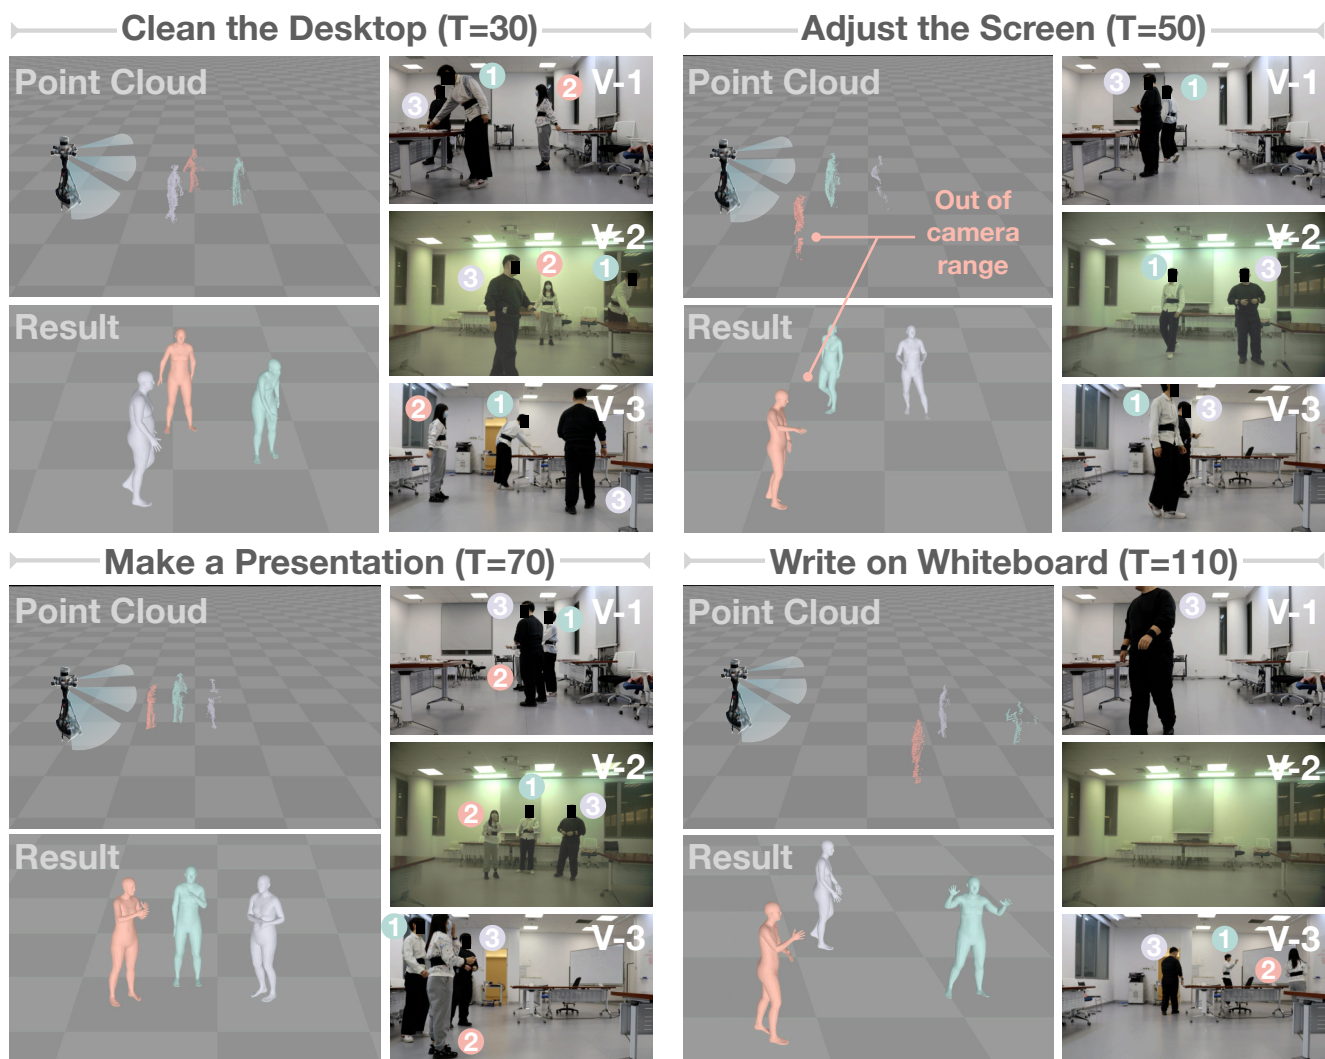 Clean the Desktop (T=30)
Point Cloud
V-1
1
2
3
V-2
3
2
1
Result
V-3
2
1
3
Adjust the Screen (T=50)
Point Cloud
Out of
camera
range
V-1
3
1
V-2
1
3
Result
V-3
1
3
Make a Presentation (T=70)
Point Cloud
V-1
3
1
2
V-2
1
2
3
Result
V-3
1
3
2
Write on Whiteboard (T=110)
Point Cloud
V-1
3
V-2
Result
V-3
3
1
2